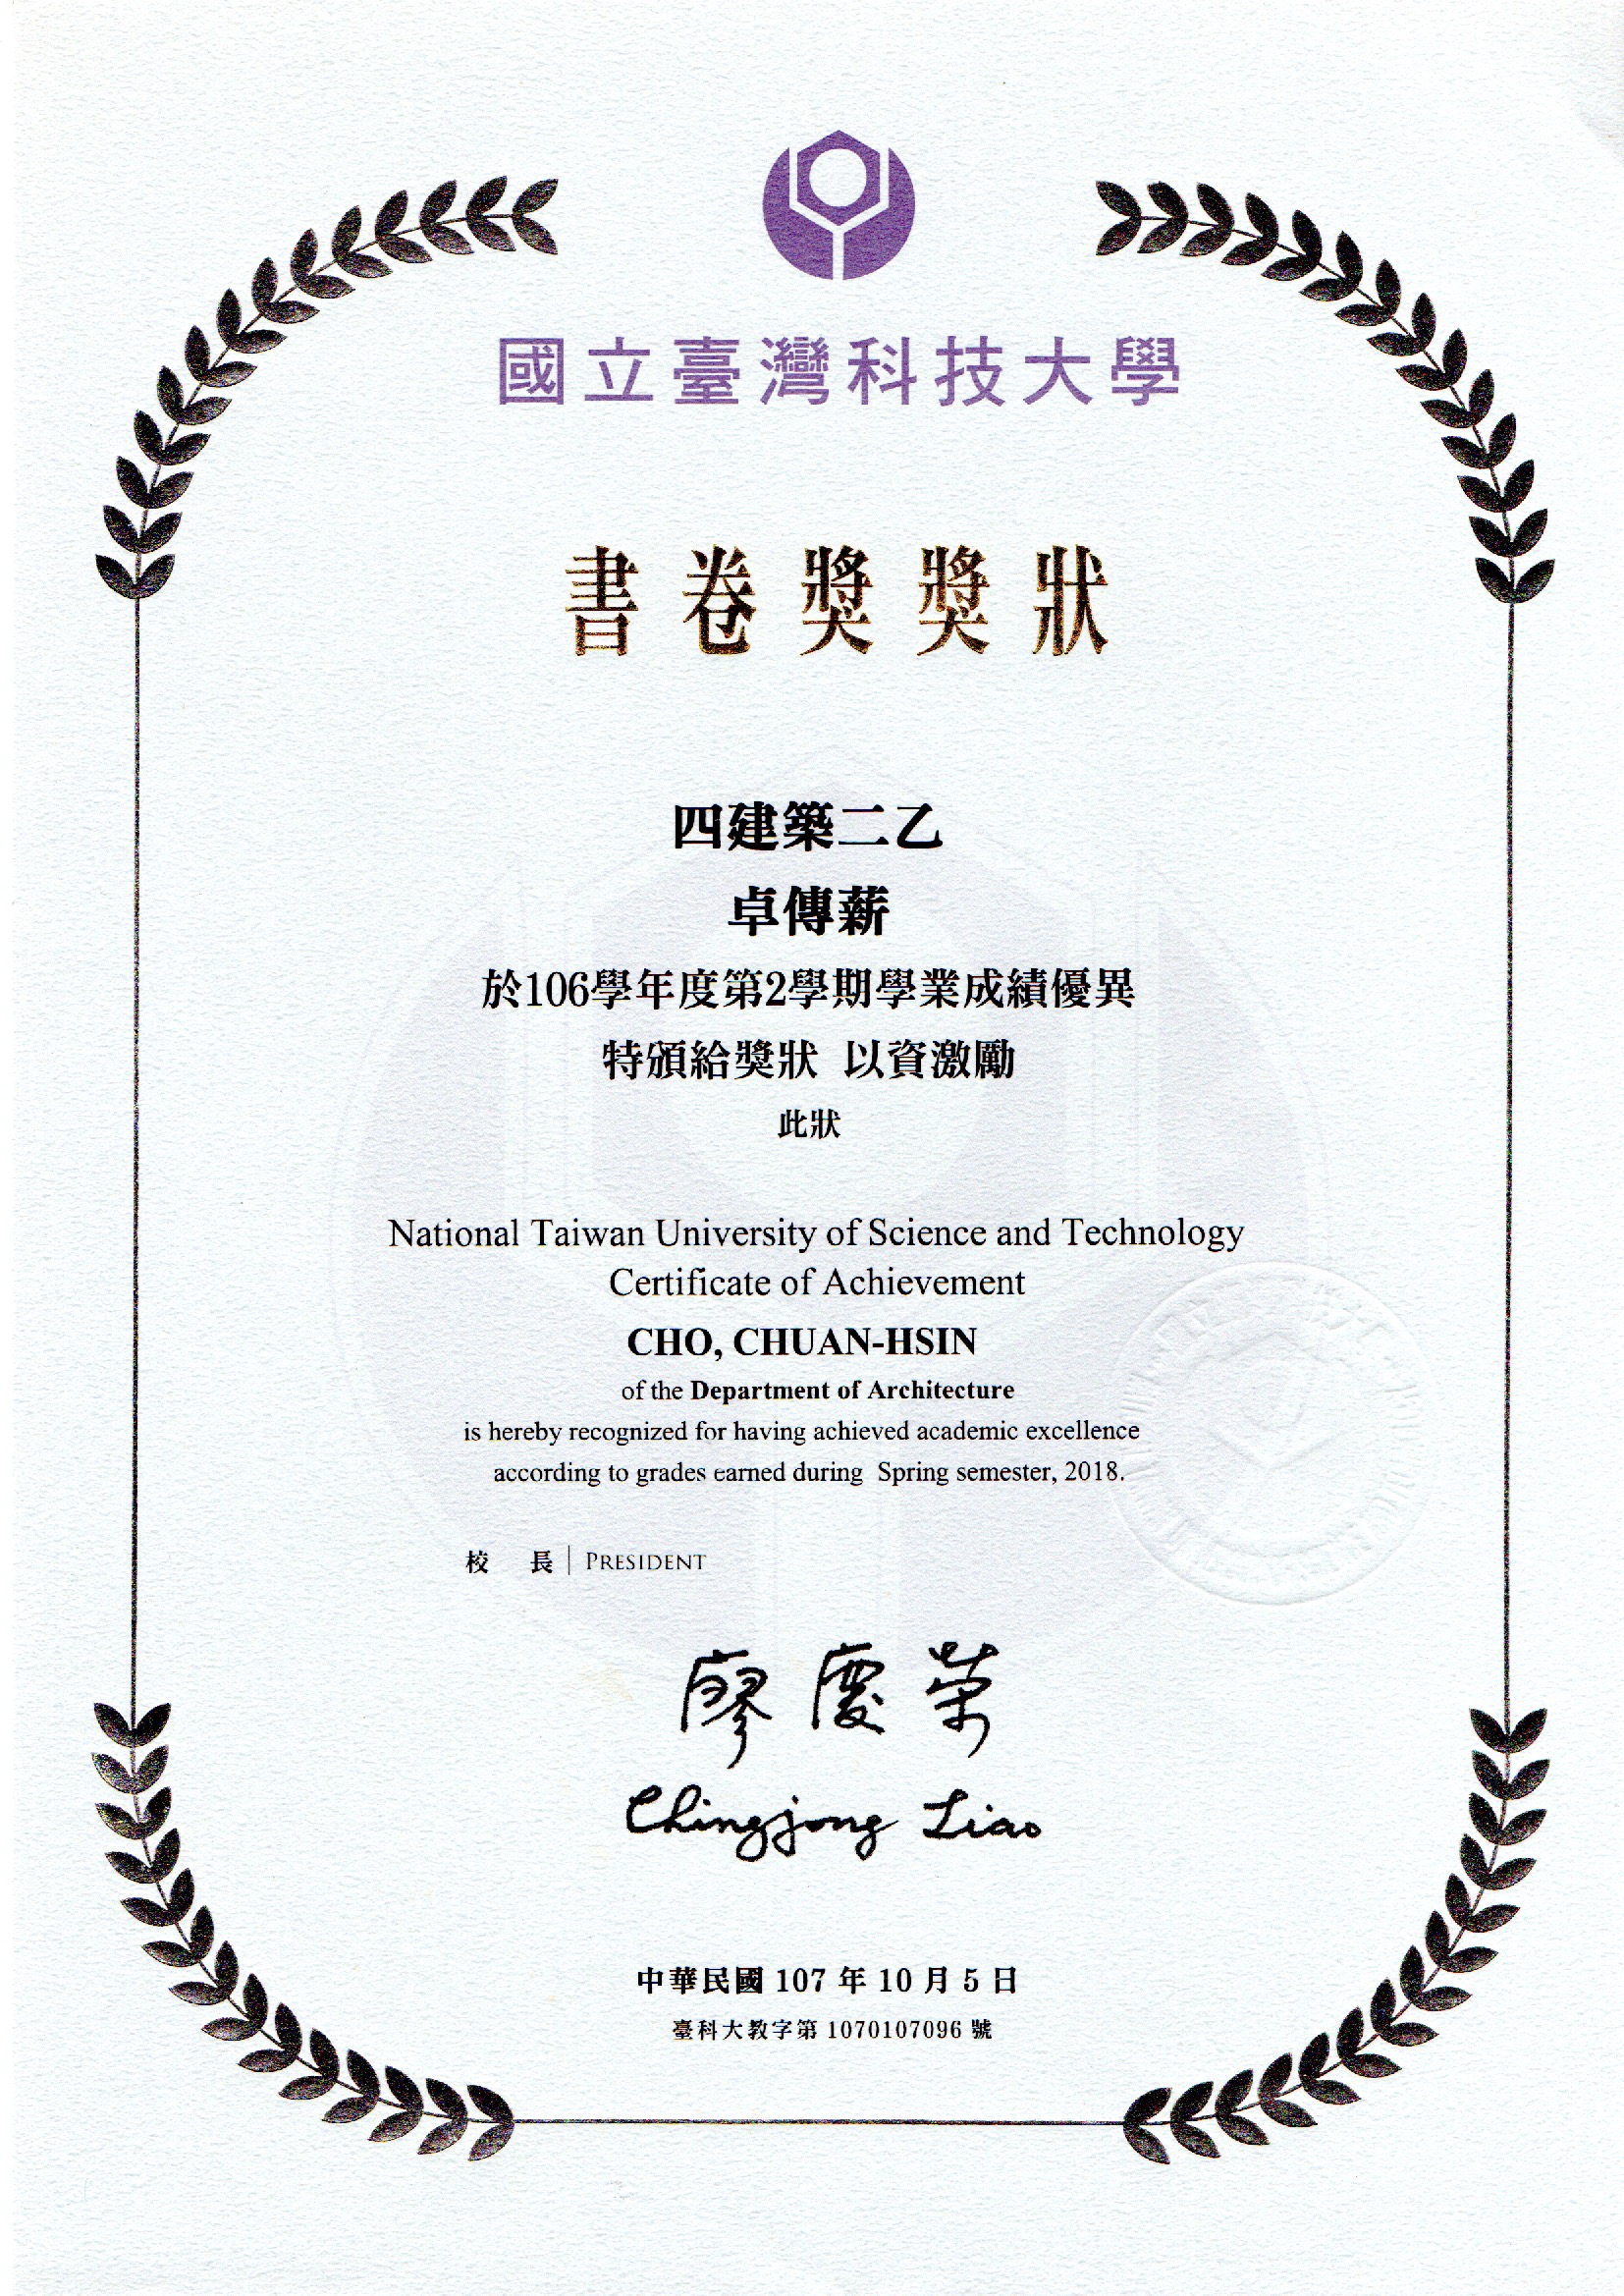 國立臺灣科技大學
書卷獎獎狀
四建築二乙
卓傳薪
於106學年度第2學期學業成績優異
特頒給獎狀 以資激勵
此狀
National Taiwan University of Science and Technology
Certificate of Achievement
CHO, CHUAN-HSIN
of the Department of Architecture
is hereby recognized for having achieved academic excellence
according to grades earned during Spring semester, 2018.
校 長 | PRESIDENT
廖慶榮
Chingjong Liao
中華民國 107 年 10 月 5 日
臺科大教字第 1070107096 號